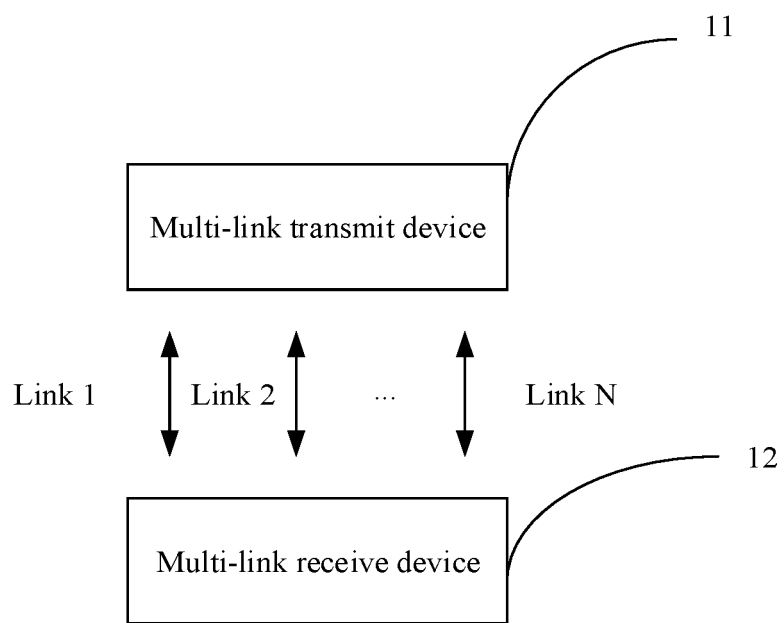 11
Multi-link transmit device
Link 1 Link 2 ... Link N
12
Multi-link receive device